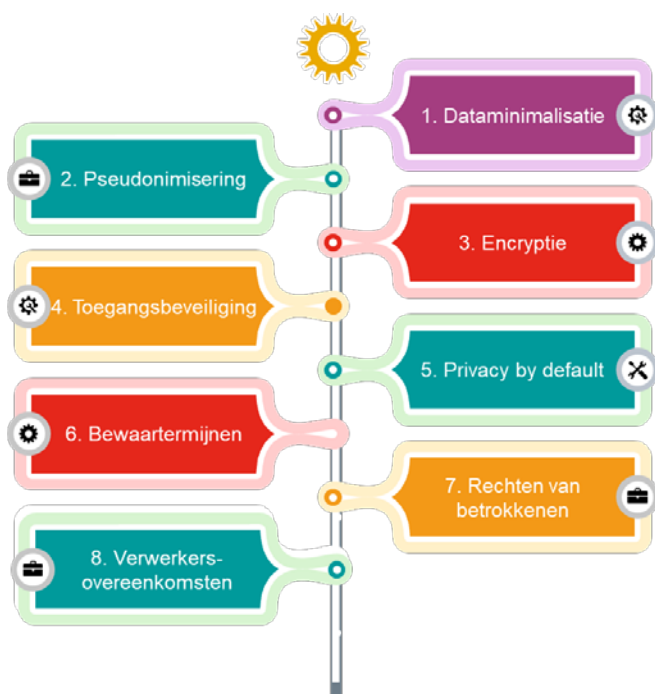 1. Dataminimalisatie
2. Pseudonimisering
3. Encryptie
4. Toegangsbeveiliging
5. Privacy by default
6. Bewaartermijnen
7. Rechten van
betrokkenen
8. Verwerkers-
overeenkomsten